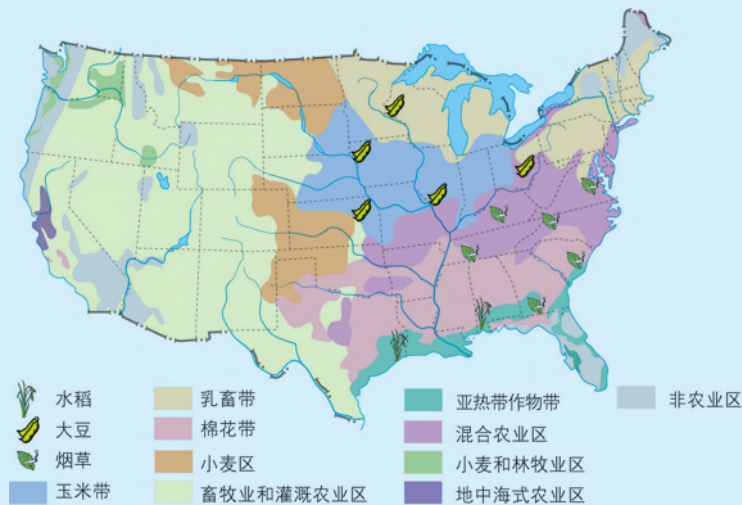 水稻
大豆
烟草
玉米带
乳畜带
棉花带
小麦区
畜牧业和灌溉农业区
亚热带作物带
混合农业区
小麦和林牧业区
地中海式农业区
非农业区